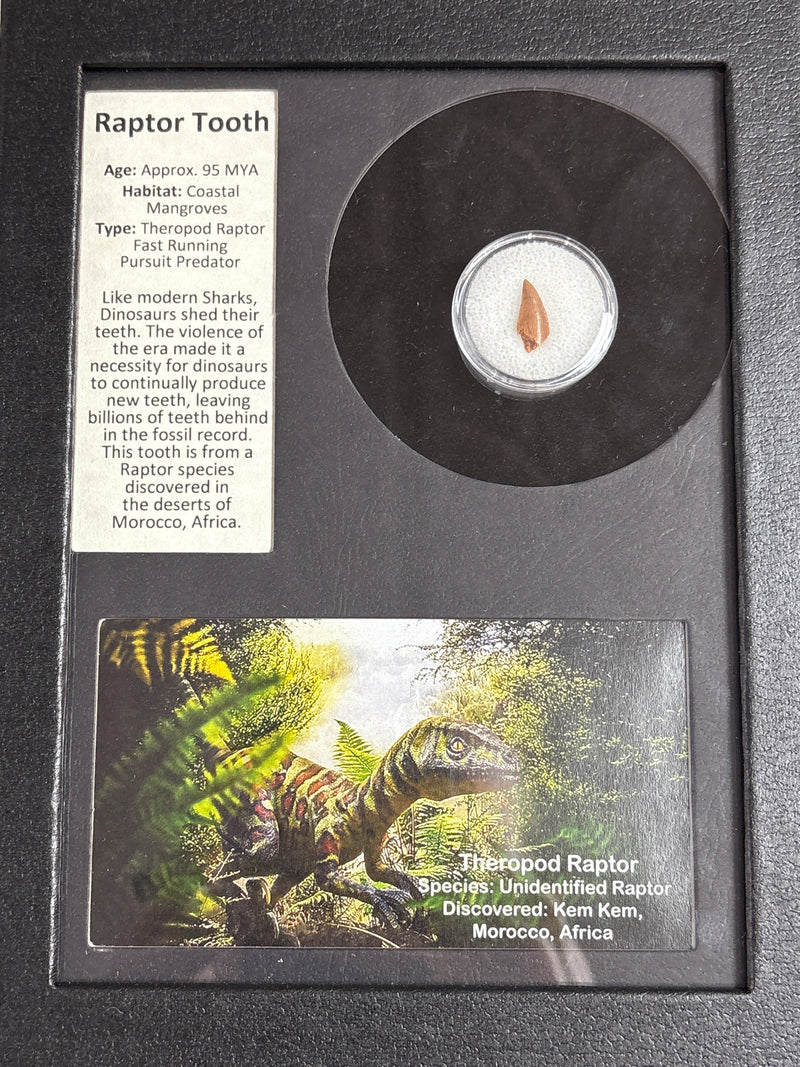 Raptor Tooth
Age: Approx. 95 MYA
Habitat: Coastal
Mangroves
Type: Theropod Raptor
Fast Running
Pursuit Predator
Like modern Sharks,
Dinosaurs shed their
teeth. The violence of
the era made it a
necessity for dinosaurs
to continually produce
new teeth, leaving
billions of teeth behind
in the fossil record.
This tooth is from a
Raptor species
discovered in
the deserts of
Morocco, Africa.
Theropod Raptor
Species: Unidentified Raptor
Discovered: Kem Kem,
Morocco, Africa